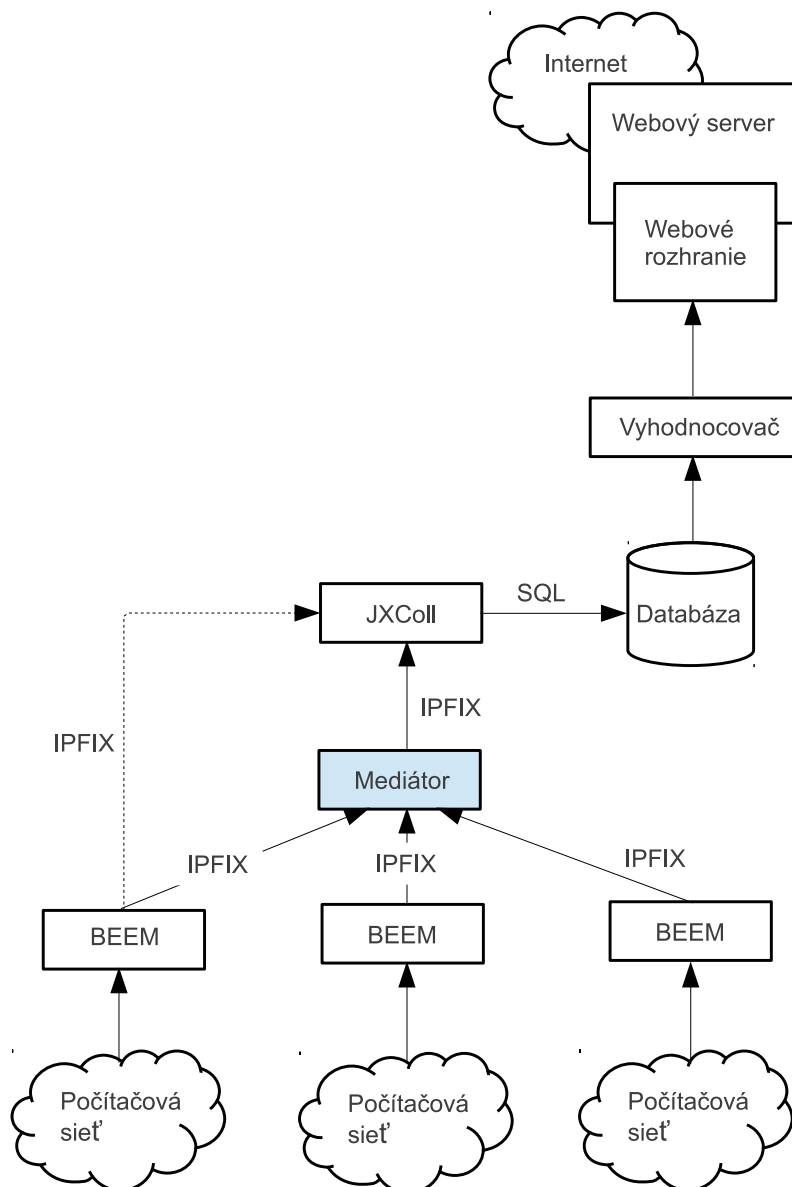 Internet
Webový server
Webové
rozhranie
Vyhodnocovač
SQL
JXColl
Databáza
IPFIX
IPFIX
Mediátor
IPFIX
IPFIX
IPFIX
BEEM
BEEM
BEEM
Počítačová
sieť
Počítačová
sieť
Počítačová
sieť